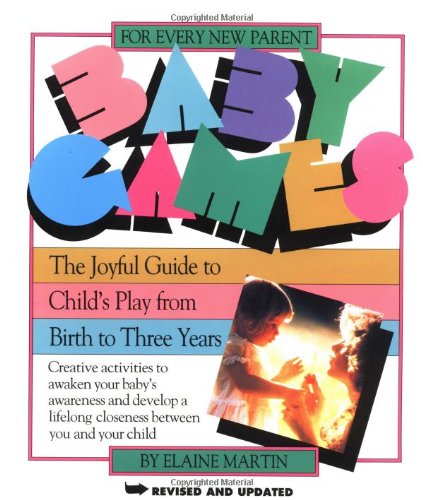 Copyrighted Material
FOR EVERY NEW PARENT
BABY
GAMES
The Joyful Guide to
Child's Play from
Birth to Three Years
Creative activities to
awaken your baby's
awareness and develop a
lifelong closeness between
you and your child
BY ELAINE MARTIN
Copyrighted Material
REVISED AND UPDATED